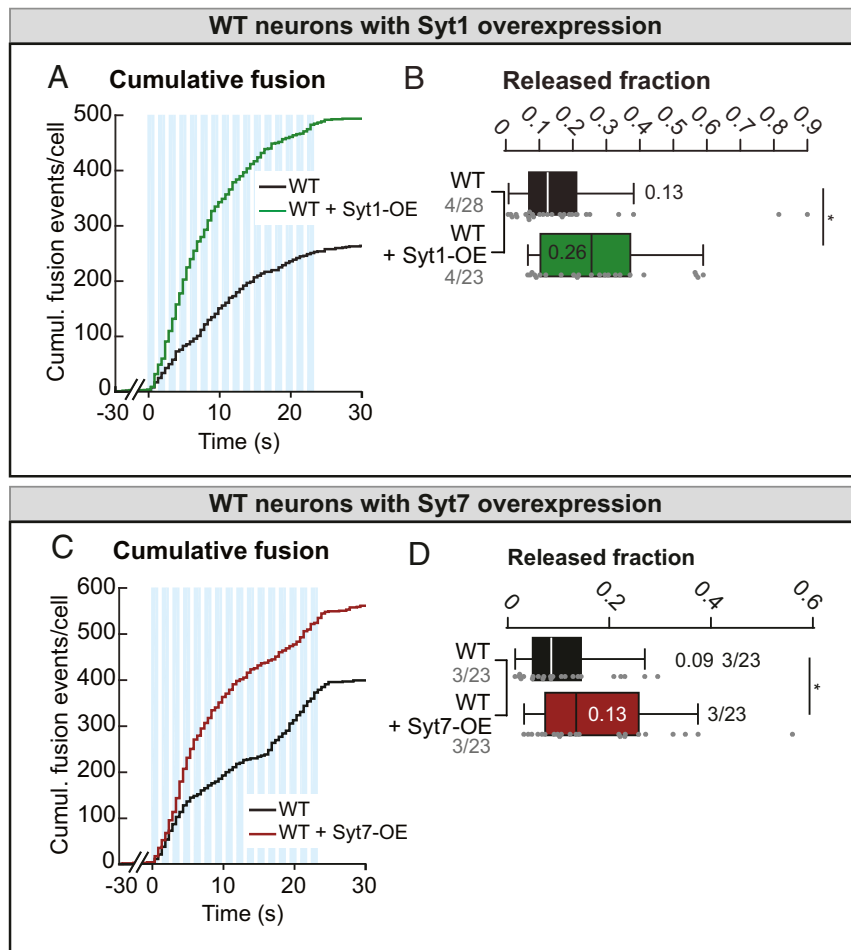 WT neurons with Syt1 overexpression
A
Cumulative fusion
Cumul. fusion events/cell
500
400
300
200
100
0
WT
WT + Syt1-OE
-30 0 10 20 30
Time (s)
B
Released fraction
0 0.1 0.2 0.3 0.4 0.5 0.6 0.7 0.8 0.9
WT
4/28
0.13
*
WT
+ Syt1-OE
4/23
0.26
WT neurons with Syt7 overexpression
C
Cumulative fusion
Cumul. fusion events/cell
600
500
400
300
200
100
0
WT
WT + Syt7-OE
-30 0 10 20 30
Time (s)
D
Released fraction
0 0.2 0.4 0.6
WT
3/23
0.09 3/23
*
WT
+ Syt7-OE
3/23
0.13
3/23